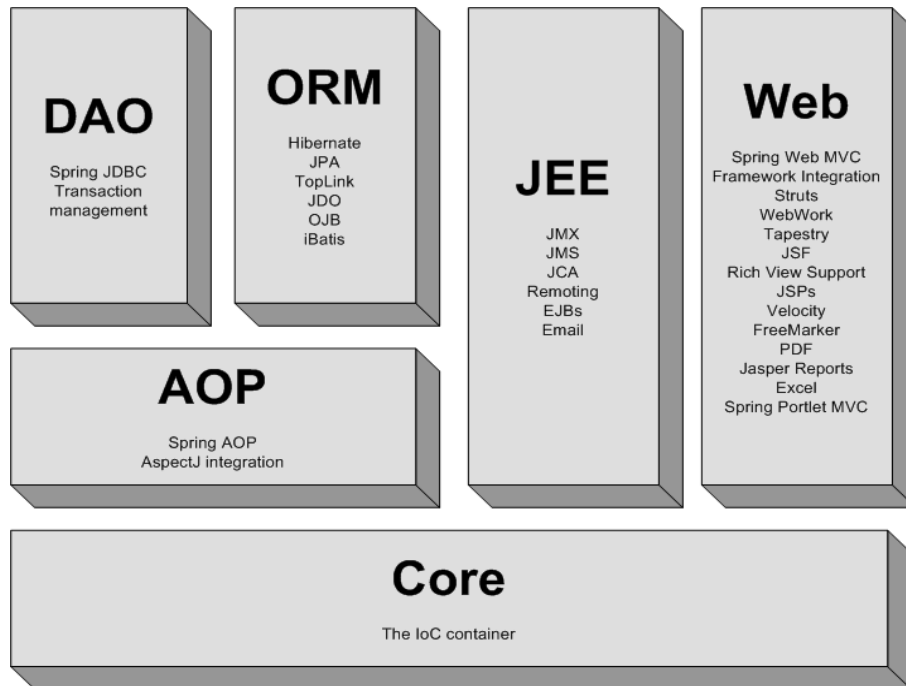 DAO
Spring JDBC
Transaction
management
ORM
Hibernate
JPA
TopLink
JDO
OJB
iBatis
JEE
JMX
JMS
JCA
Remoting
EJBs
Email
Web
Spring Web MVC
Framework Integration
Struts
WebWork
Tapestry
JSF
Rich View Support
JSPs
Velocity
FreeMarker
PDF
Jasper Reports
Excel
Spring Portlet MVC
AOP
Spring AOP
AspectJ integration
Core
The IoC container